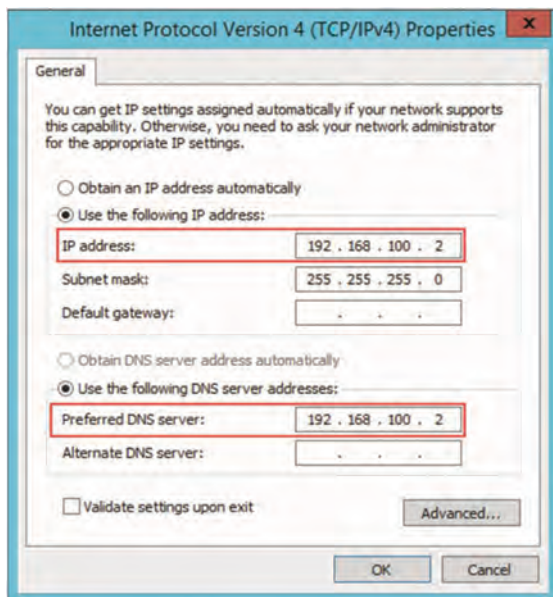 Internet Protocol Version 4 (TCP/IPv4) Properties
x
General
You can get IP settings assigned automatically if your network supports
this capability. Otherwise, you need to ask your network administrator
for the appropriate IP settings.
Obtain an IP address automatically
Use the following IP address:
IP address: 192 . 168 . 100 . 2
Subnet mask: 255 . 255 . 255 . 0
Default gateway: . . .
Obtain DNS server address automatically
Use the following DNS server addresses:
Preferred DNS server: 192 . 168 . 100 . 2
Alternate DNS server: . . .
Validate settings upon exit
Advanced...
OK Cancel